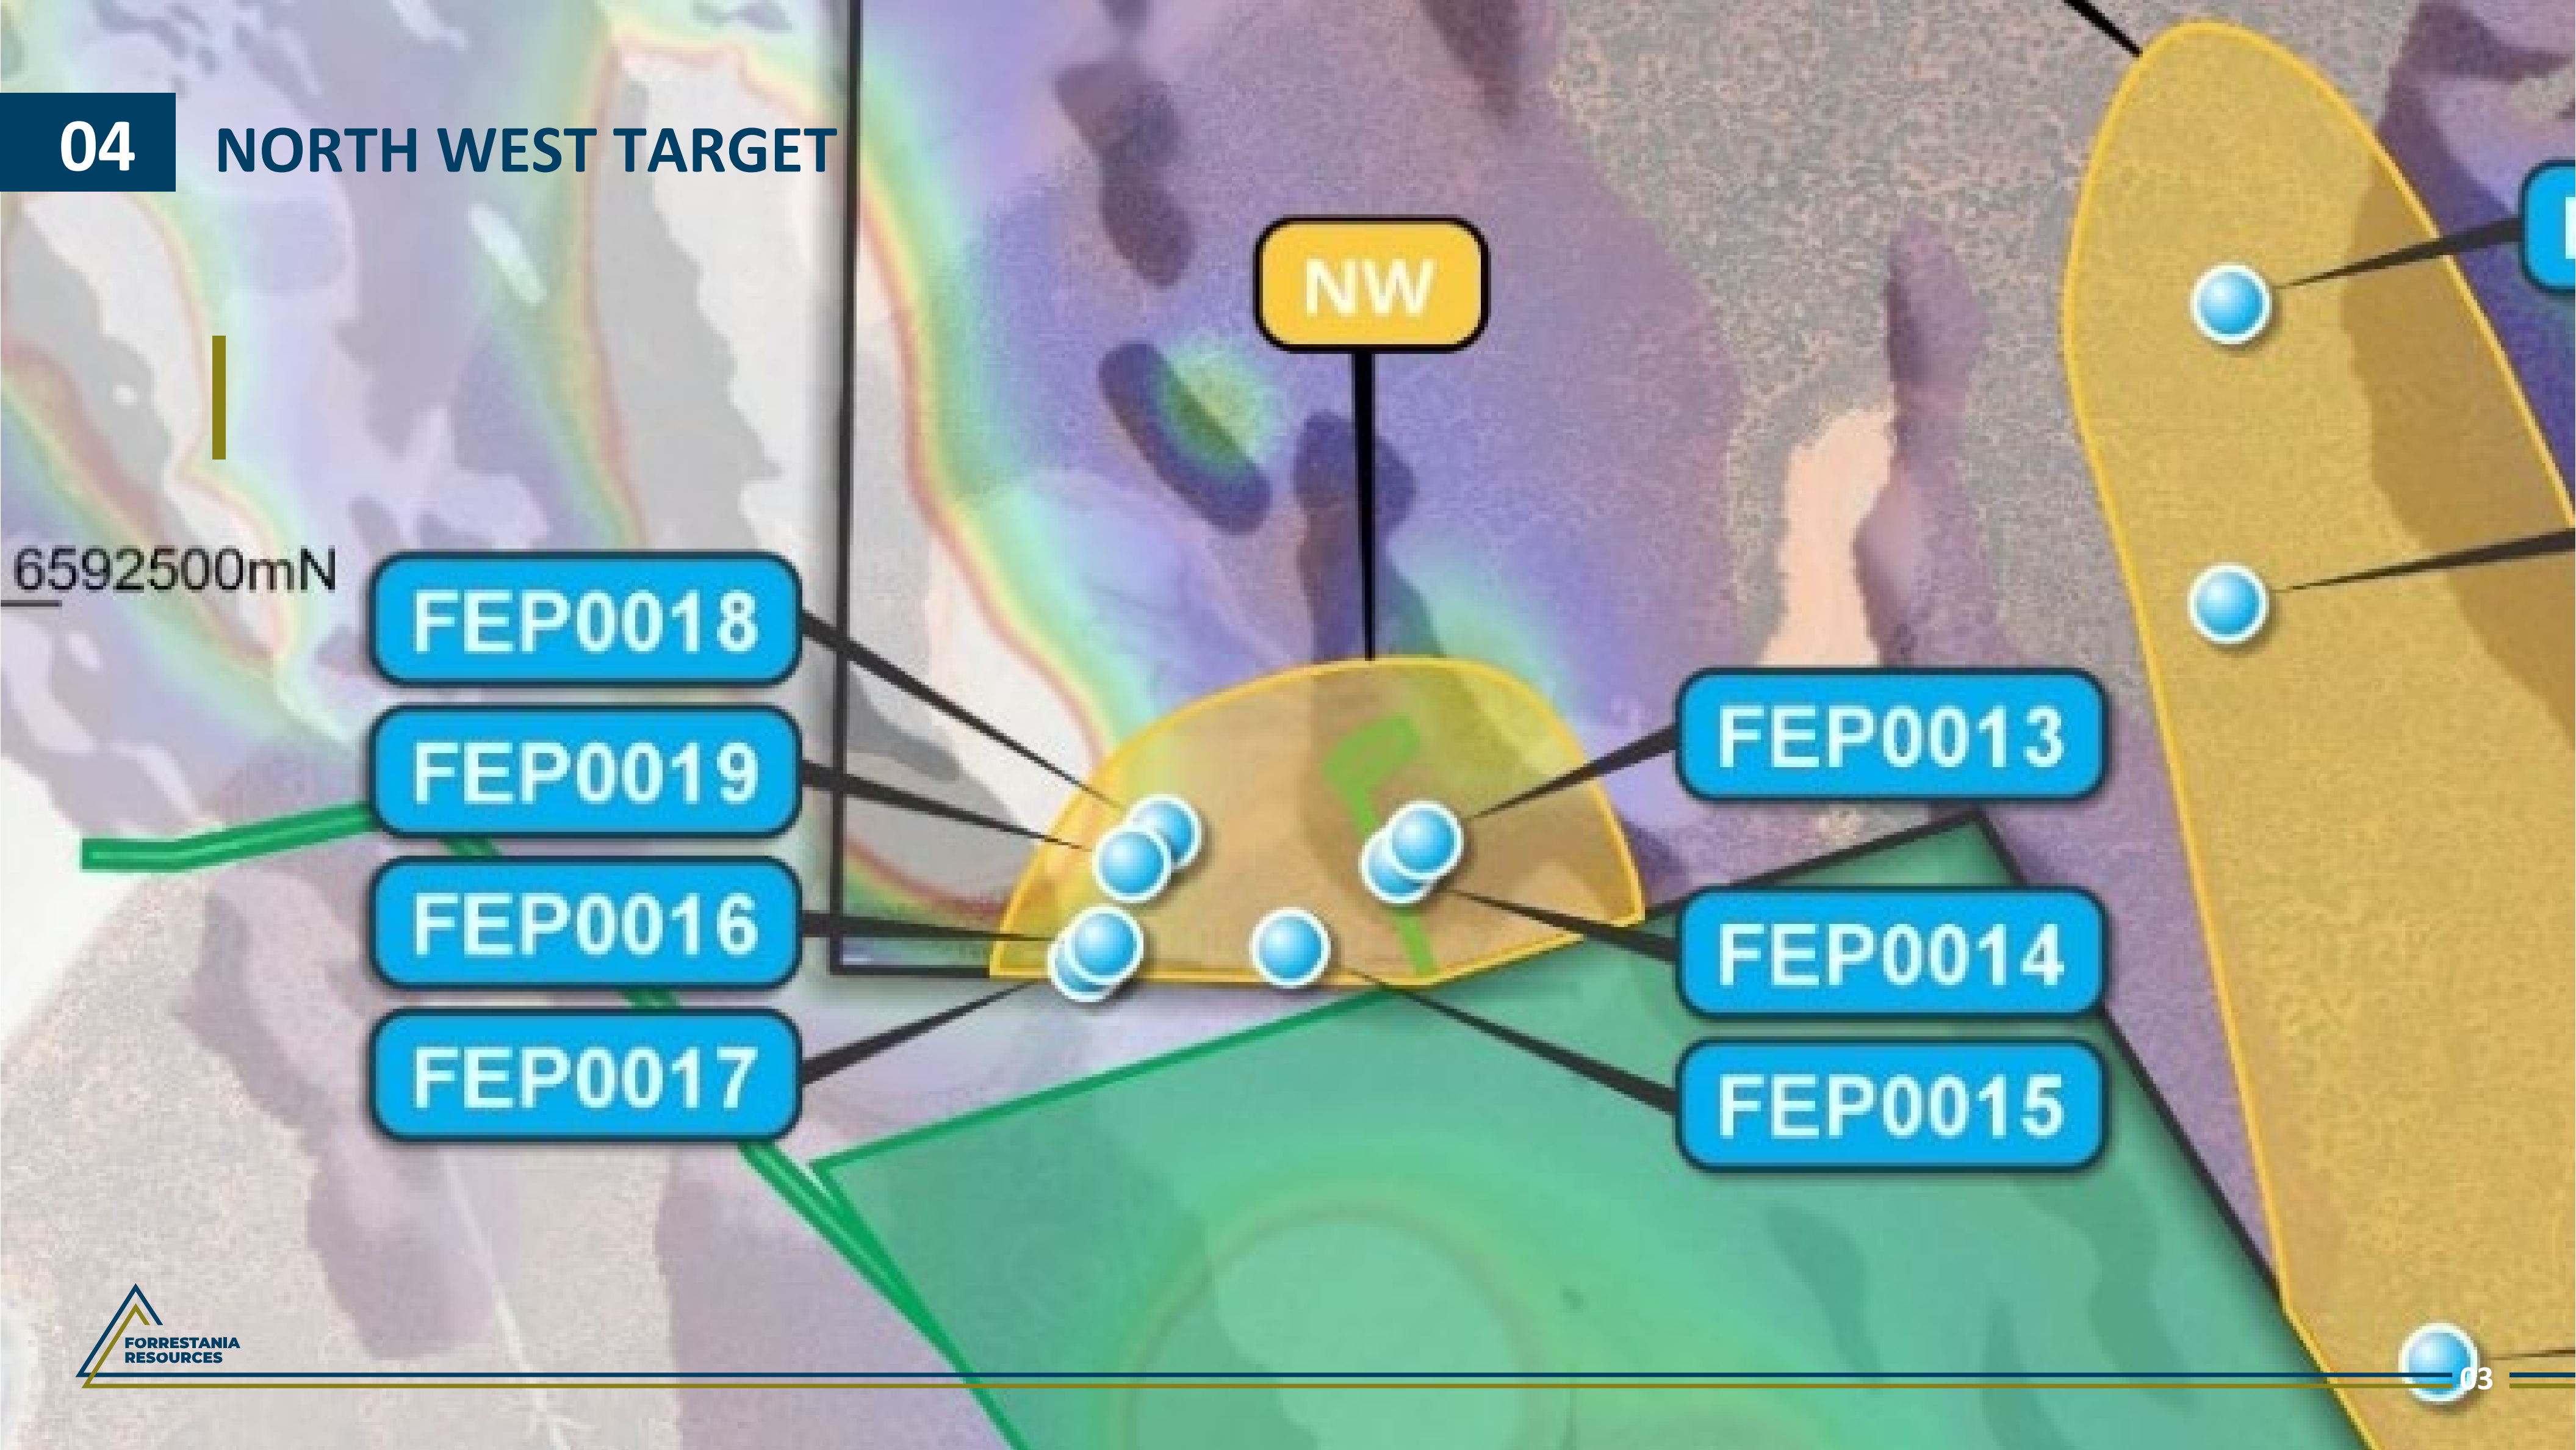 04
NORTH WEST TARGET
NW
6592500mN
FEP0018
FEP0019
FEP0016
FEP0017
FEP0013
FEP0014
FEP0015
FORRESTANIA
RESOURCES
03